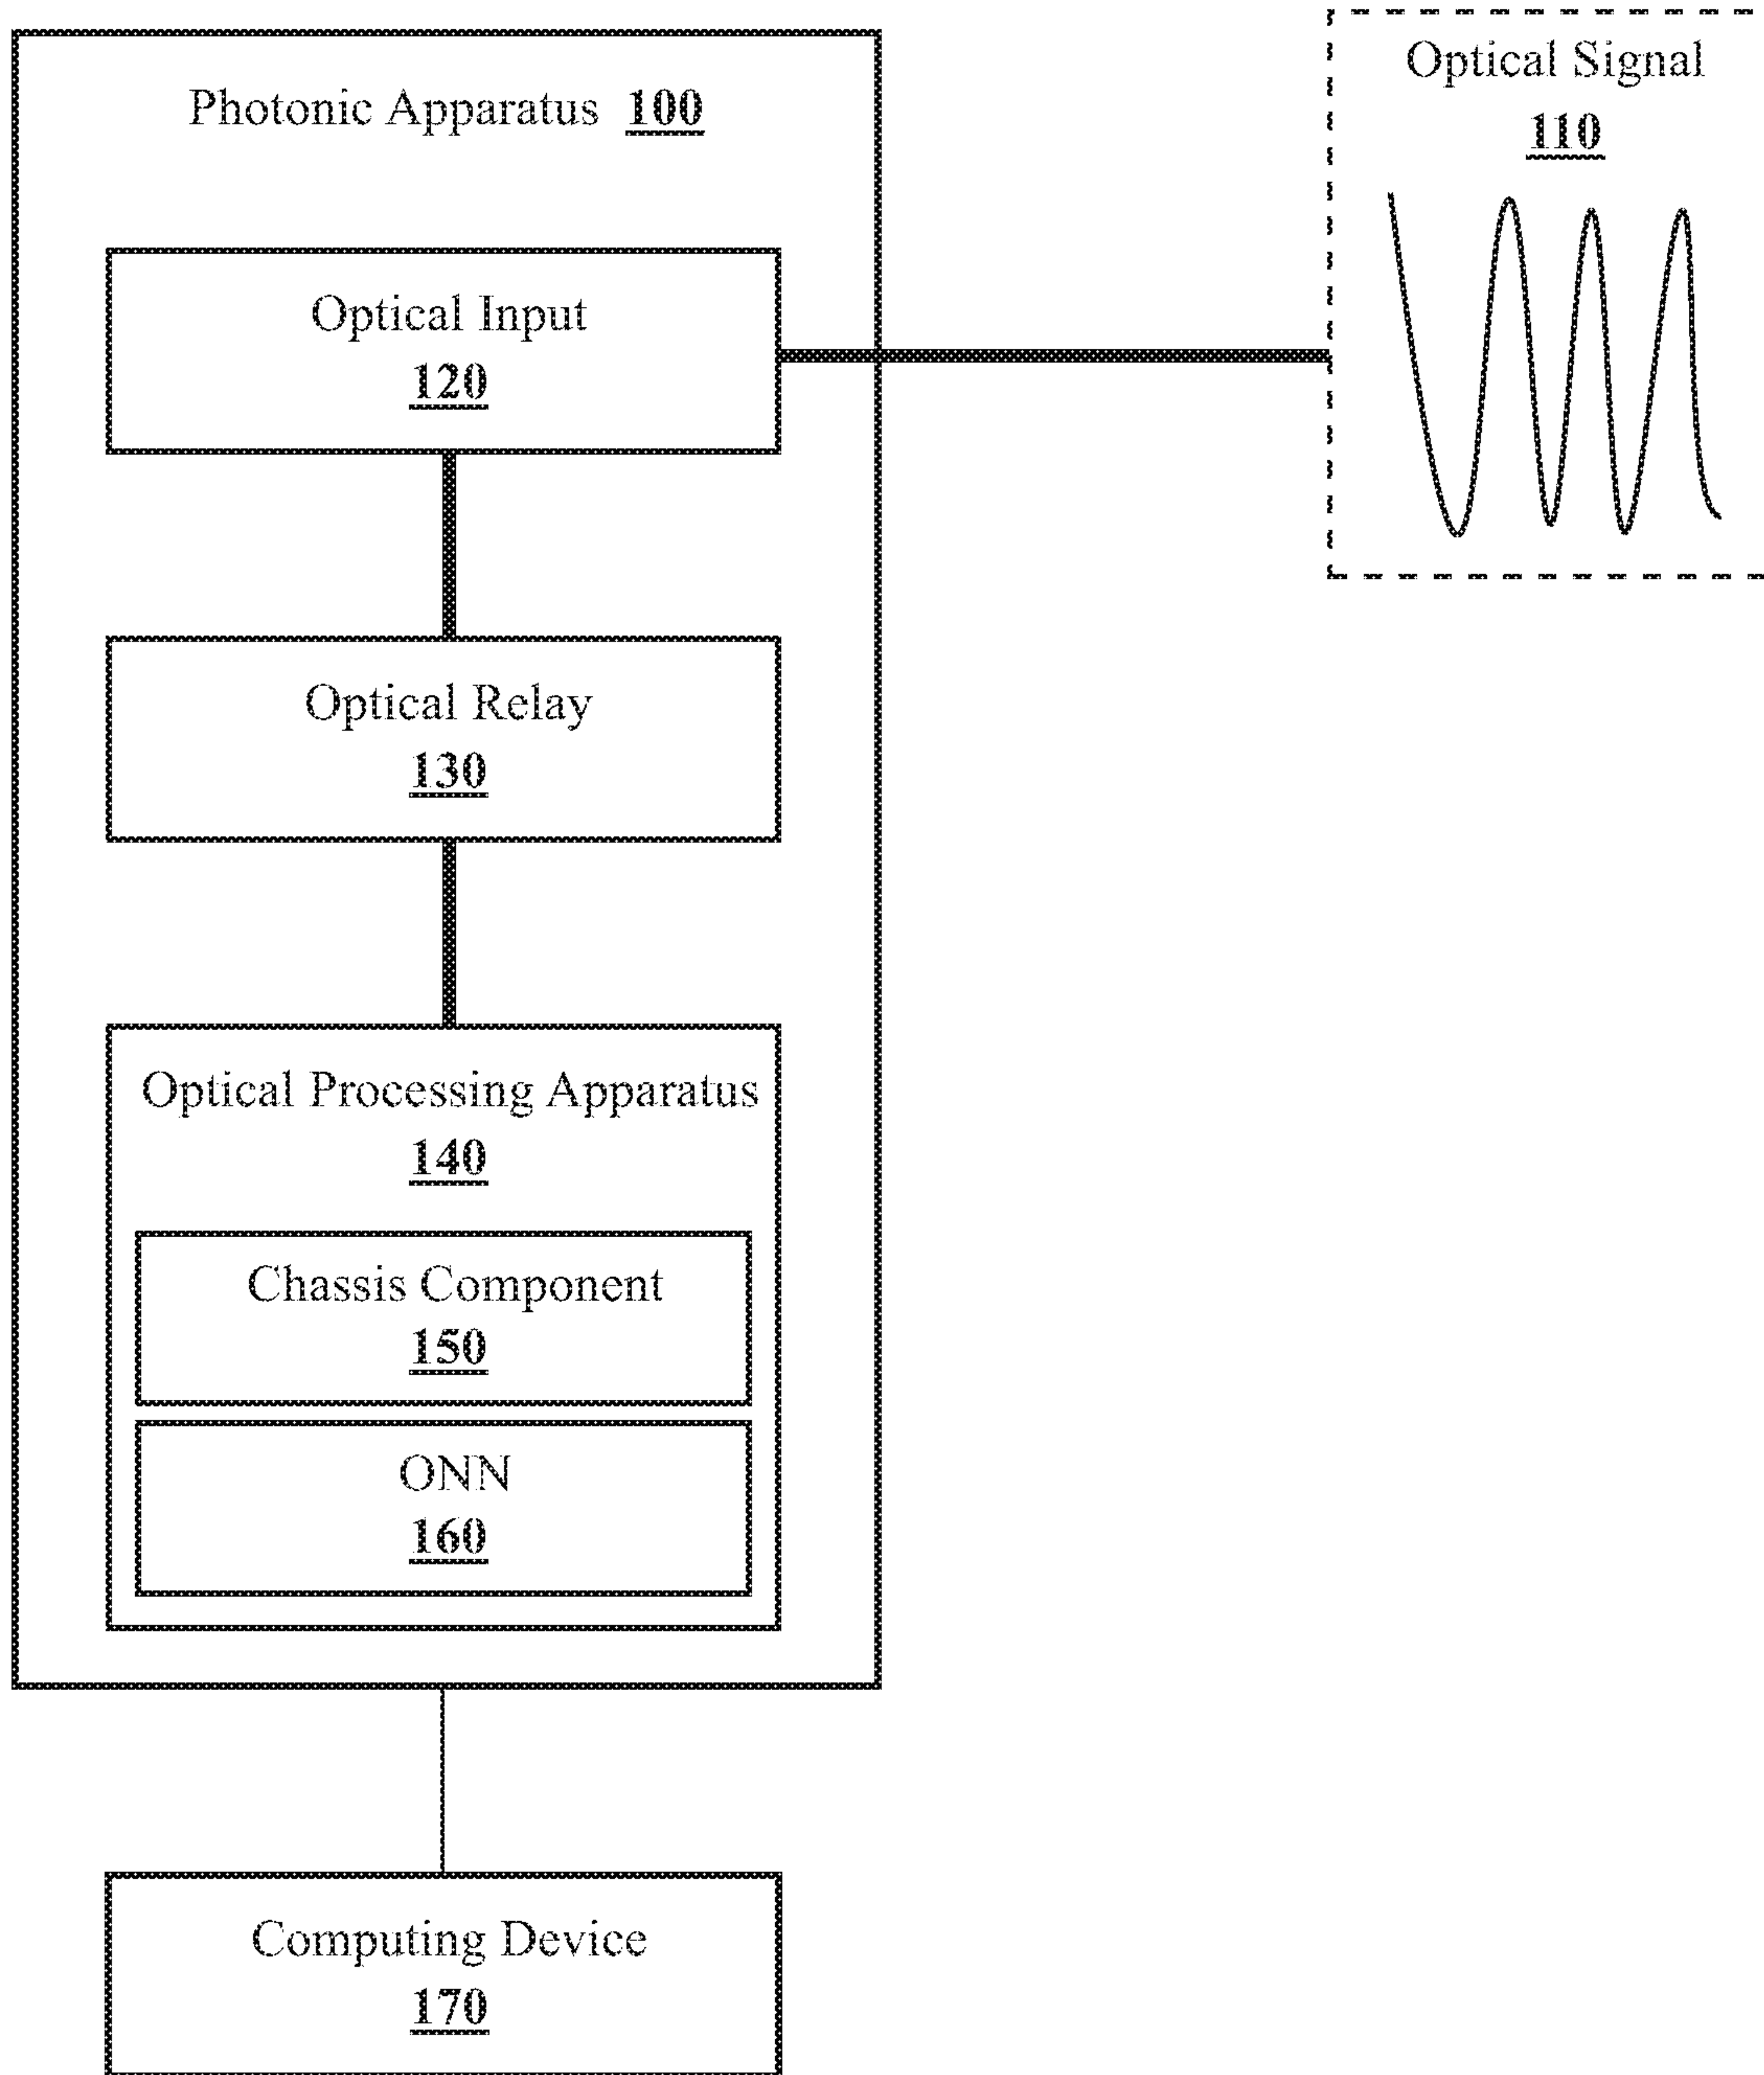 Photonic Apparatus 100
Optical Signal
110
Optical Input
120
Optical Relay
130
Optical Processing Apparatus
140
Chassis Component
150
ONN
160
Computing Device
170